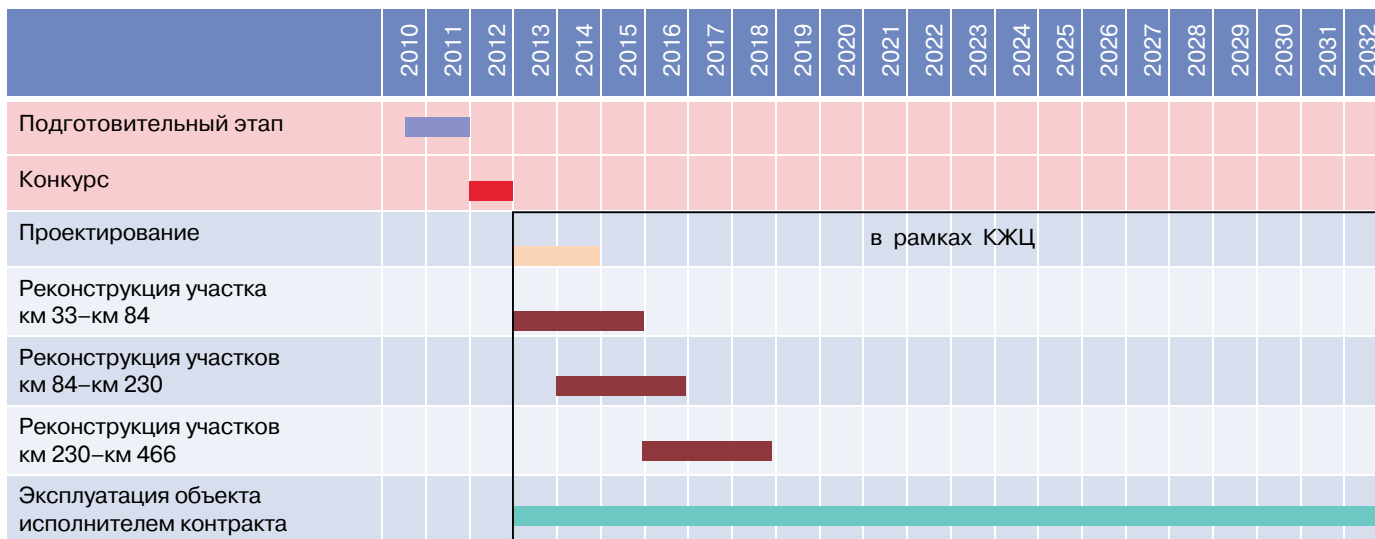 2010 2011 2012 2013 2014 2015 2016 2017 2018 2019 2020 2021 2022 2023 2024 2025 2026 2027 2028 2029 2030 2031 2032
Подготовительный этап
Конкурс
Проектирование
в рамках КЖЦ
Реконструкция участка
км 33–км 84
Реконструкция участков
км 84–км 230
Реконструкция участков
км 230–км 466
Эксплуатация объекта
исполнителем контракта